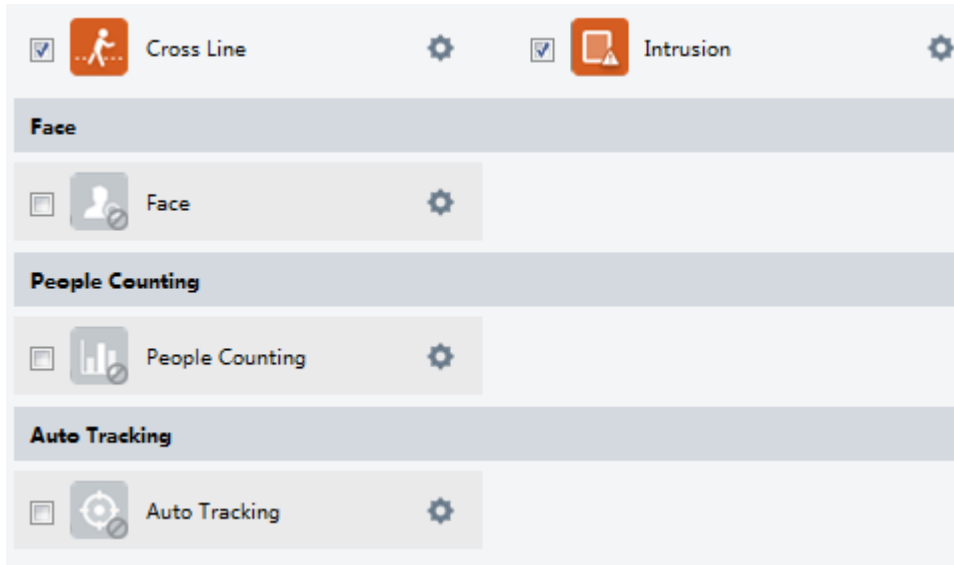 Cross Line Intrusion
Face
Face
People Counting
People Counting
Auto Tracking
Auto Tracking